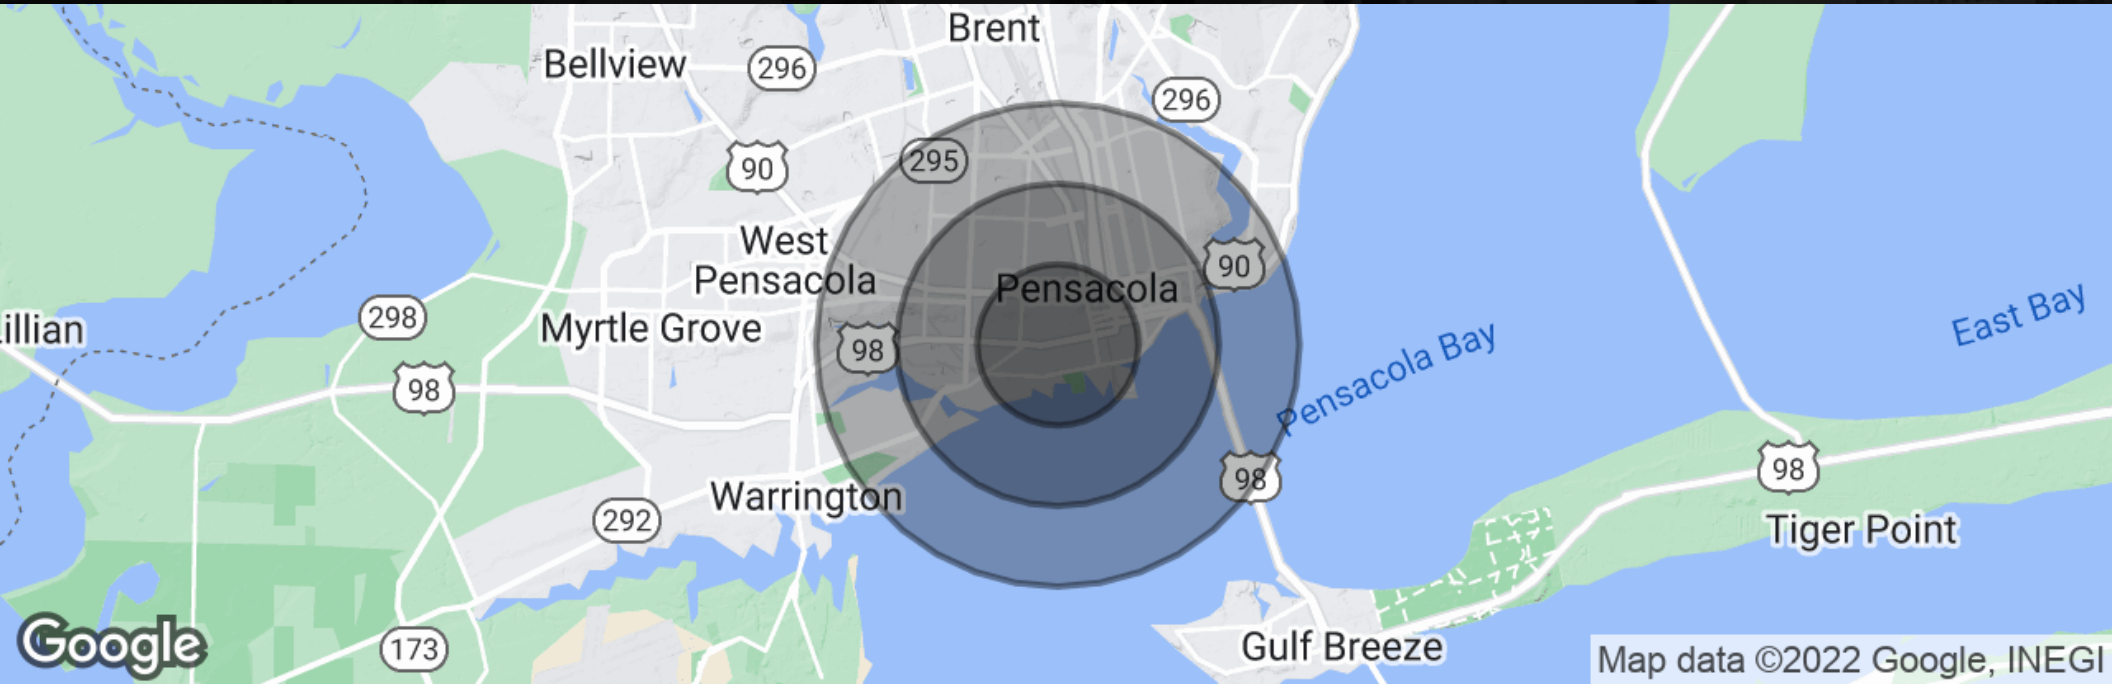 Brent
Bellview
296
296
295
90
West
Pensacola
Pensacola
90
298
illian
Myrtle Grove
98
98
Pensacola Bay
East Bay
98
98
Warrington
292
Tiger Point
173
Gulf Breeze
Google
Map data ©2022 Google, INEGI